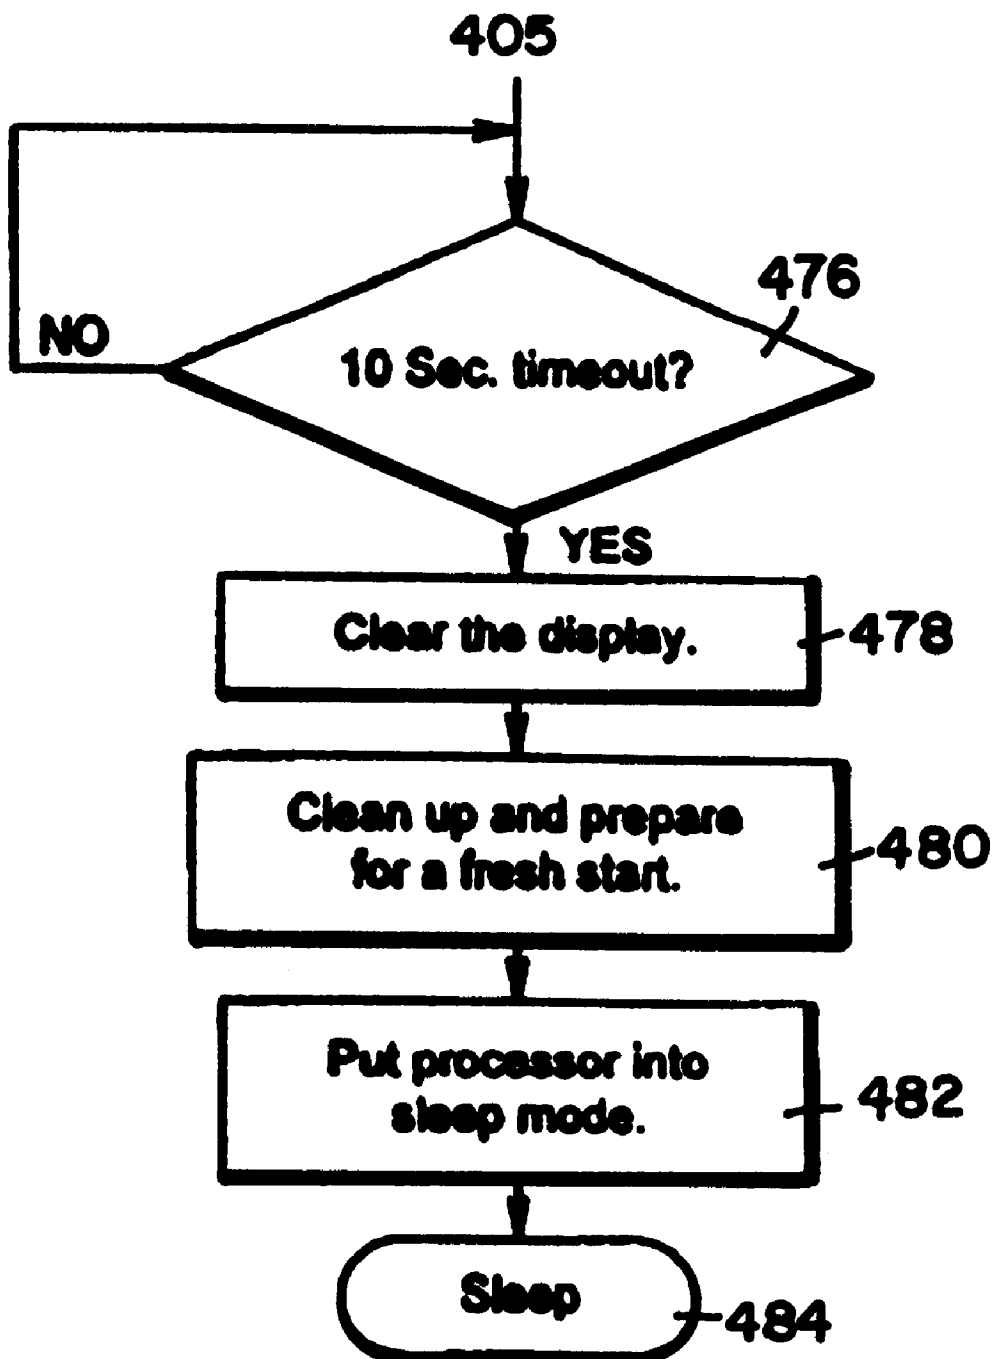 405
476
NO
10 Sec. timeout?
YES
Clear the display.
478
Clean up and prepare
for a fresh start.
480
Put processor into
sleep mode.
482
Sleep
484